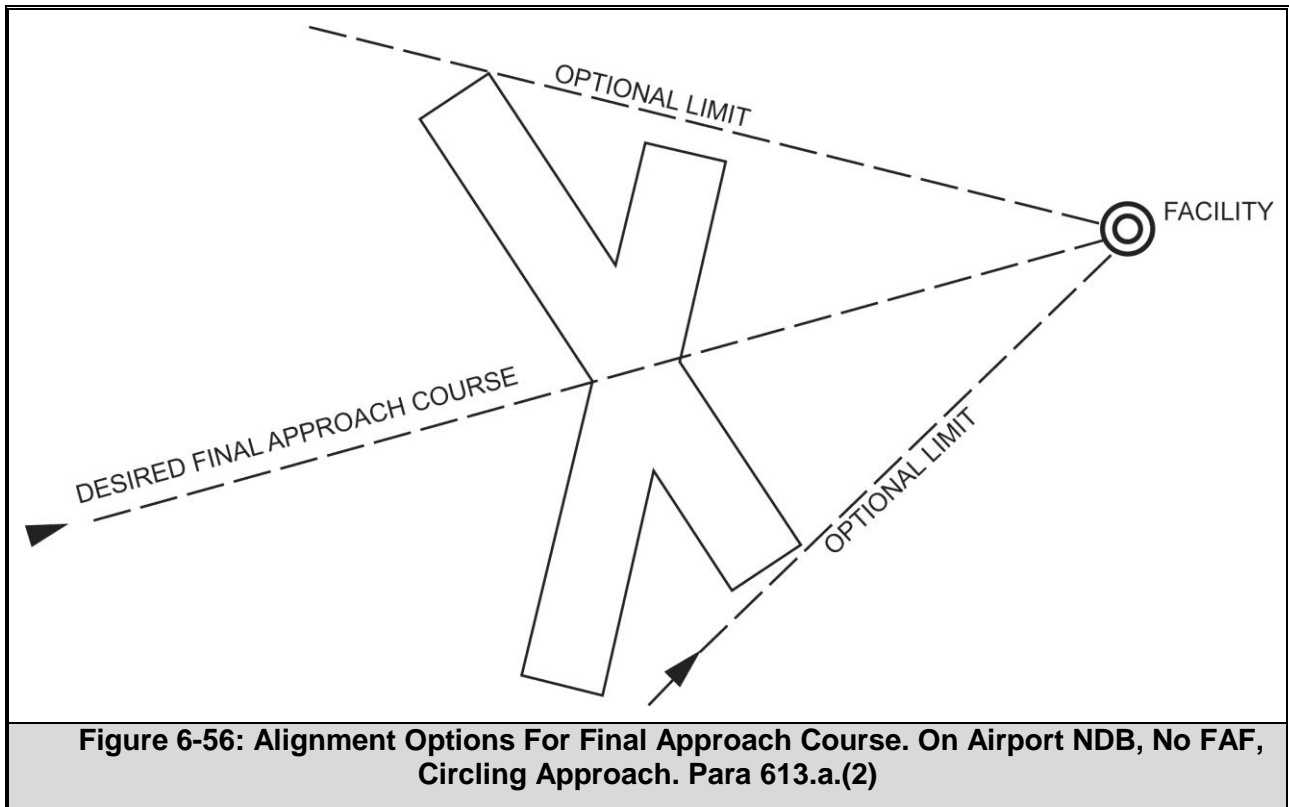 OPTIONAL LIMIT
FACILITY
DESIRED FINAL APPROACH COURSE
OPTIONAL LIMIT
Figure 6-56: Alignment Options For Final Approach Course. On Airport NDB, No FAF,
Circling Approach. Para 613.a.(2)